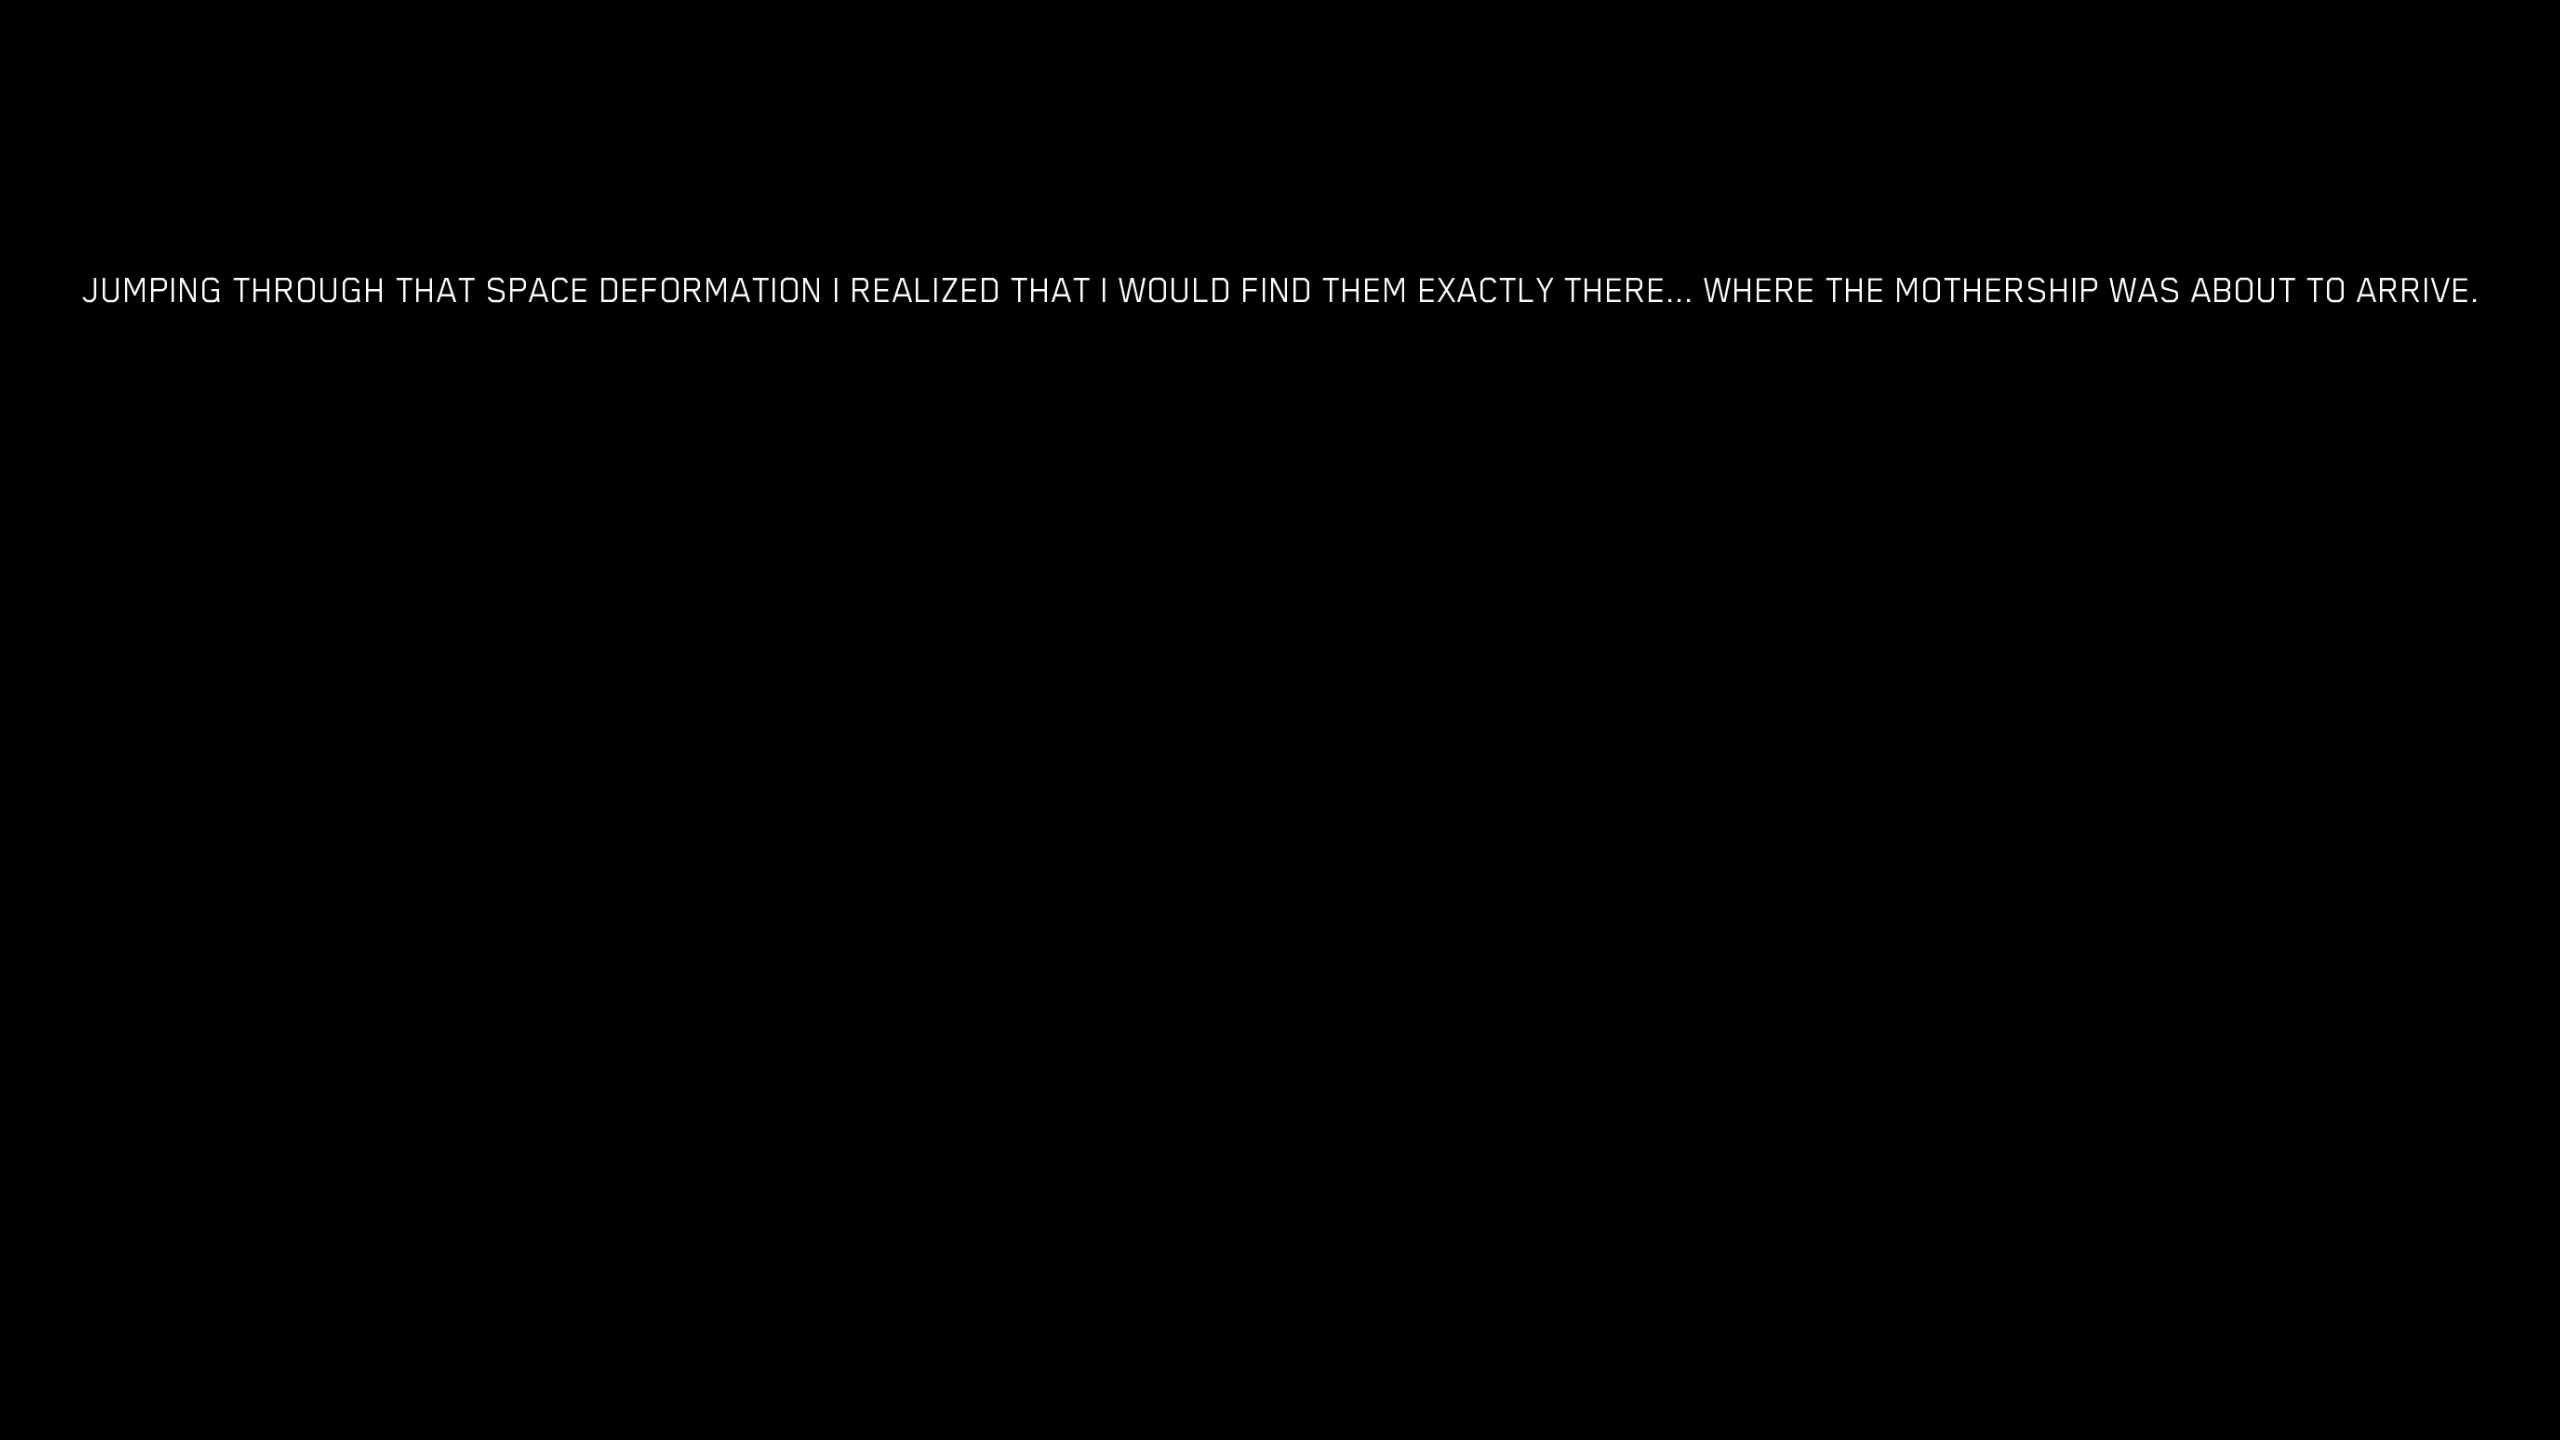 JUMPING THROUGH THAT SPACE DEFORMATION I REALIZED THAT I WOULD FIND THEM EXACTLY THERE... WHERE THE MOTHERSHIP WAS ABOUT TO ARRIVE.